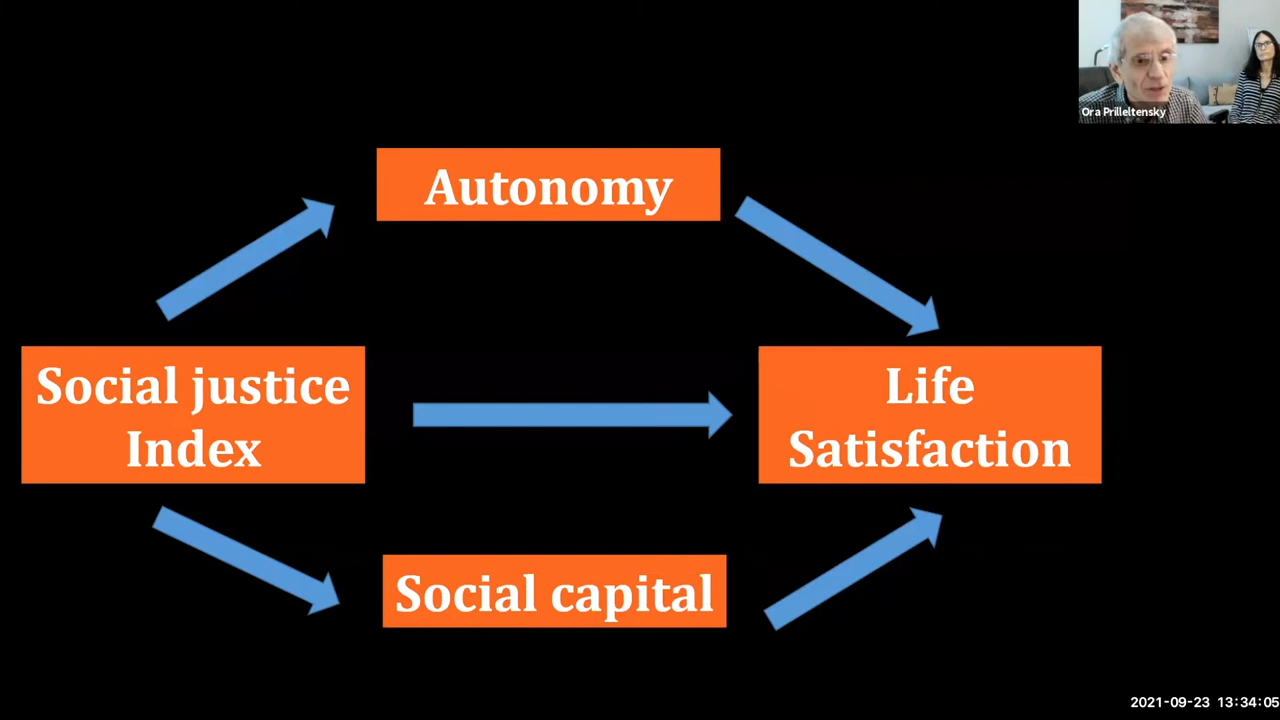 Ora Prilleltensky
Autonomy
Social justice
Index
Life
Satisfaction
Social capital
2021-09-23 13:34:05